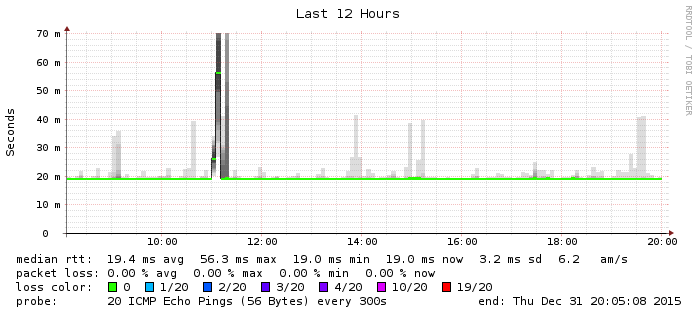 Last 12 Hours
RRDTOOL / TOBI OETIKER
Seconds
70 m
60 m
50 m
40 m
30 m
20 m
10 m
0
10:00 12:00 14:00 16:00 18:00 20:00
median rtt: 19.4 ms avg 56.3 ms max 19.0 ms min 19.0 ms now 3.2 ms sd 6.2 am/s
packet loss: 0.00 % avg 0.00 % max 0.00 % min 0.00 % now
loss color: 0 1/20 2/20 3/20 4/20 10/20 19/20
probe: 20 ICMP Echo Pings (56 Bytes) every 300s end: Thu Dec 31 20:05:08 2015